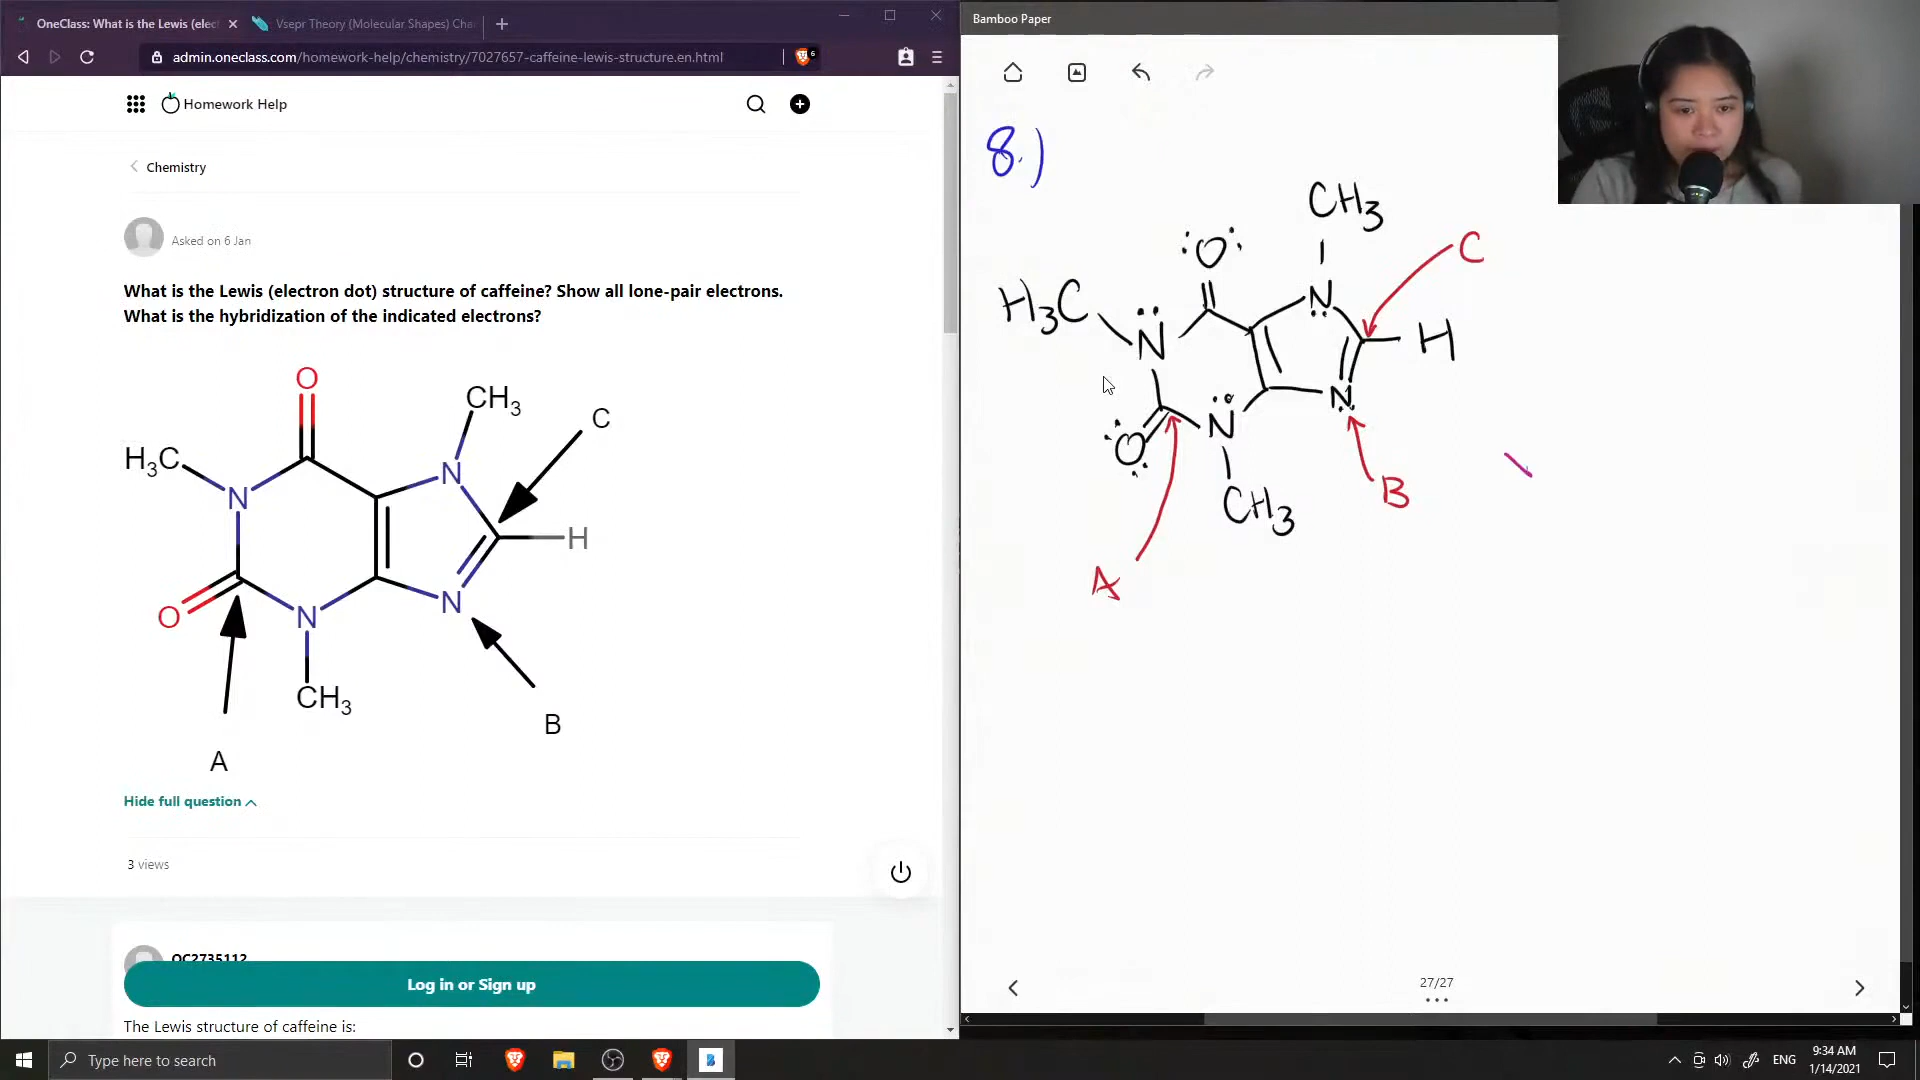 OneClass: What is the Lewis (elec
Vsepr Theory (Molecular Shapes) Cha
admin.oneclass.com/homework-help/chemistry/7027657-caffeine-lewis-structure.en.html
6
Homework Help
Chemistry
Asked on 6 Jan
What is the Lewis (electron dot) structure of caffeine? Show all lone-pair electrons.
What is the hybridization of the indicated electrons?
O
CH3
C
H3C
N
N
H
O
N
N
CH3
B
A
Hide full question
3 views
OC2735112
Log in or Sign up
The Lewis structure of caffeine is:
Bamboo Paper
8.)
CH3
O
C
H3C
N
N
H
N
O
N
CH3
B
A
27/27
Type here to search
ENG
9:34 AM
1/14/2021